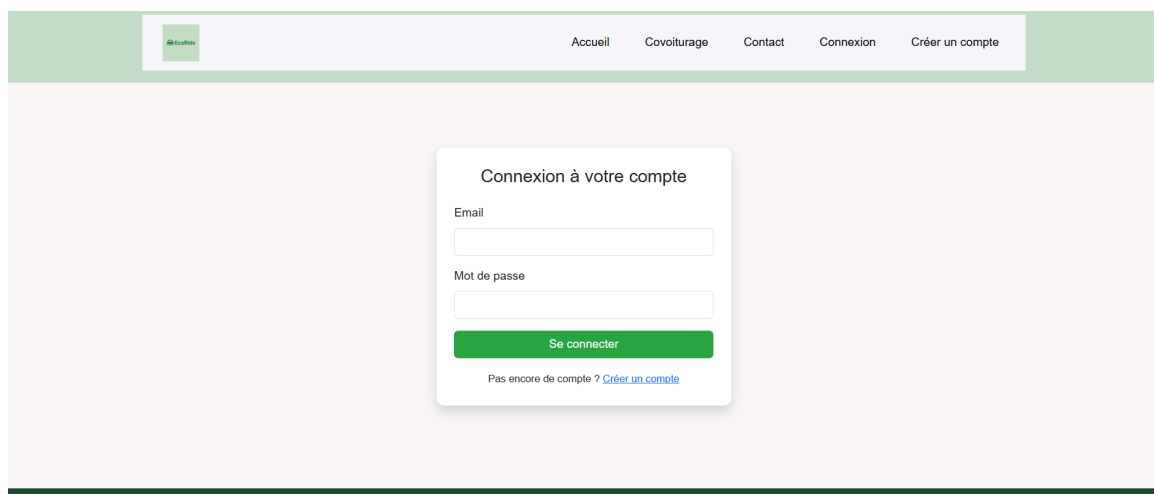 EcoRide
Accueil Covoiturage Contact Connexion Créer un compte
Connexion à votre compte
Email
Mot de passe
Se connecter
Pas encore de compte ? Créer un compte